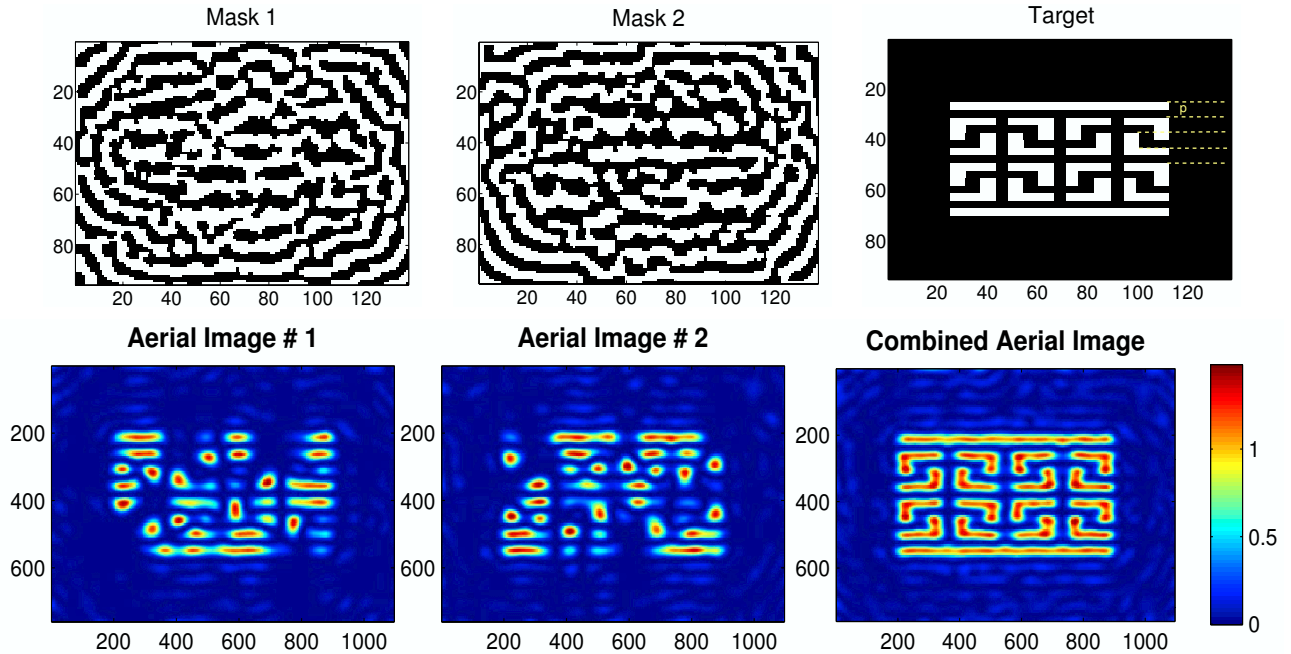 Mask 1
Mask 2
Target
20
40
60
80
20 40 60 80 100 120
20
40
60
80
20 40 60 80 100 120
p
20
40
60
80
20 40 60 80 100 120
Aerial Image # 1
Aerial Image # 2
Combined Aerial Image
200
400
600
200 400 600 800 1000
200
400
600
200 400 600 800 1000
200
400
600
200 400 600 800 1000
1
0.5
0